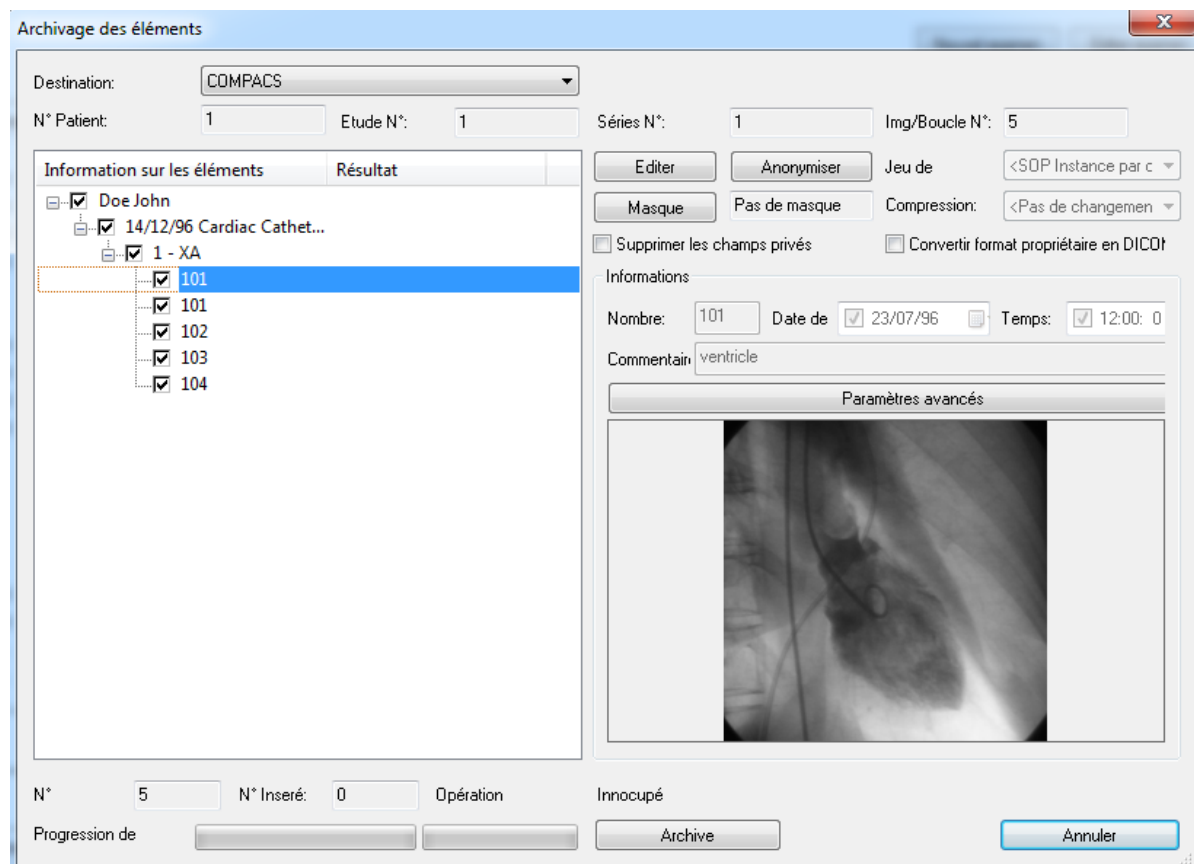 Archivage des éléments
Destination: COMPACS
N° Patient: 1 Etude N°: 1 Séries N°: 1 Img/Boucle N°: 5
Information sur les éléments Résultat
Doe John
14/12/96 Cardiac Cathet...
1 - XA
101
101
102
103
104
Editer Anonymiser Jeu de <SOP Instance par c
Masque Pas de masque Compression: <Pas de changemen
Supprimer les champs privés Convertir format propriétaire en DICOM
Informations
Nombre: 101 Date de 23/07/96 Temps: 12:00: 0
Commentair ventricle
Paramètres avancés
N° 5 N° Inseré: 0 Opération Innocupé
Progression de Archive Annuler